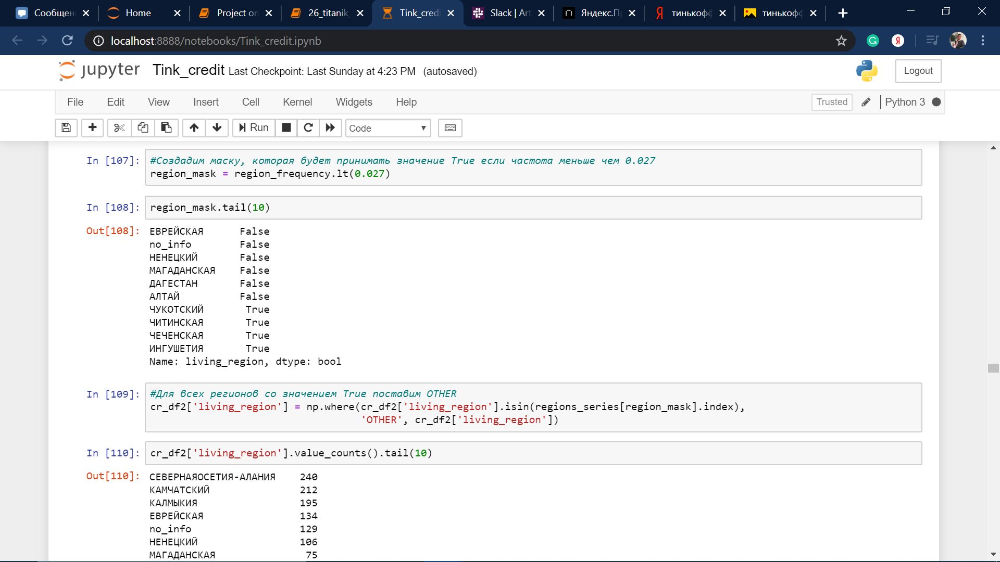 Сообщен
Home
Project on
26_titanik_
Tink_credi
Slack | Art
Яндекс.П
тинькофф
тинькофф
localhost:8888/notebooks/Tink_credit.ipynb
jupyter Tink_credit Last Checkpoint: Last Sunday at 4:23 PM (autosaved)
Logout
File Edit View Insert Cell Kernel Widgets Help
Trusted Python 3
Run Code
In [107]: #Создадим маску, которая будет принимать значение True если частота меньше чем 0.027
region_mask = region_frequency.lt(0.027)
In [108]: region_mask.tail(10)
Out[108]: ЕВРЕЙСКАЯ False
no_info False
НЕНЕЦКИЙ False
МАГАДАНСКАЯ False
ДАГЕСТАН False
АЛТАЙ False
ЧУКОТСКИЙ True
ЧИТИНСКАЯ True
ЧЕЧЕНСКАЯ True
ИНГУШЕТИЯ True
Name: living_region, dtype: bool
In [109]: #Для всех регионов со значением True поставим OTHER
cr_df2['living_region'] = np.where(cr_df2['living_region'].isin(regions_series[region_mask].index),
'OTHER', cr_df2['living_region'])
In [110]: cr_df2['living_region'].value_counts().tail(10)
Out[110]: СЕВЕРНАЯОСЕТИЯ-АЛАНИЯ 240
КАМЧАТСКИЙ 212
КАЛМЫКИЯ 195
ЕВРЕЙСКАЯ 134
no_info 129
НЕНЕЦКИЙ 106
МАГАДАНСКАЯ 75